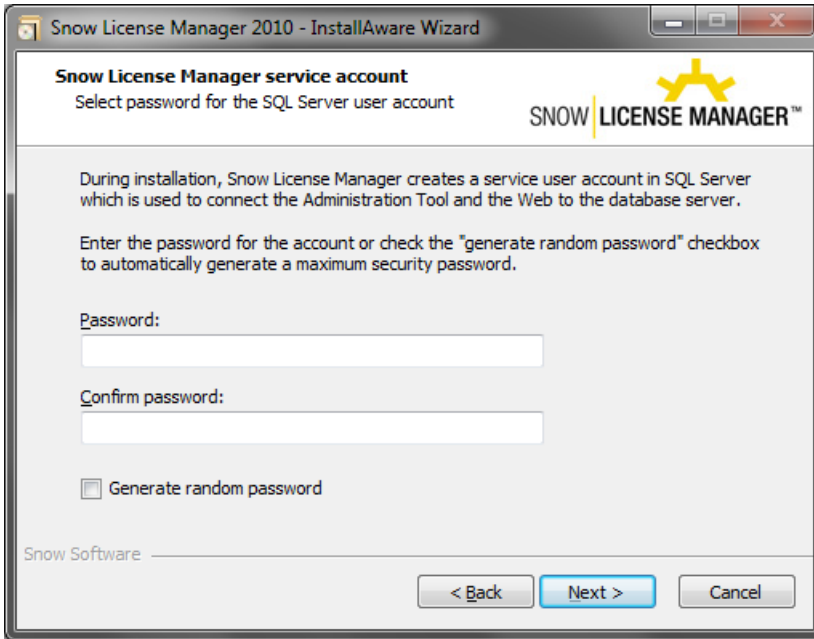 Snow License Manager 2010 - InstallAware Wizard
Snow License Manager service account
Select password for the SQL Server user account
SNOW LICENSE MANAGER™
During installation, Snow License Manager creates a service user account in SQL Server
which is used to connect the Administration Tool and the Web to the database server.
Enter the password for the account or check the "generate random password" checkbox
to automatically generate a maximum security password.
Password:
Confirm password:
Generate random password
Snow Software
< Back Next > Cancel